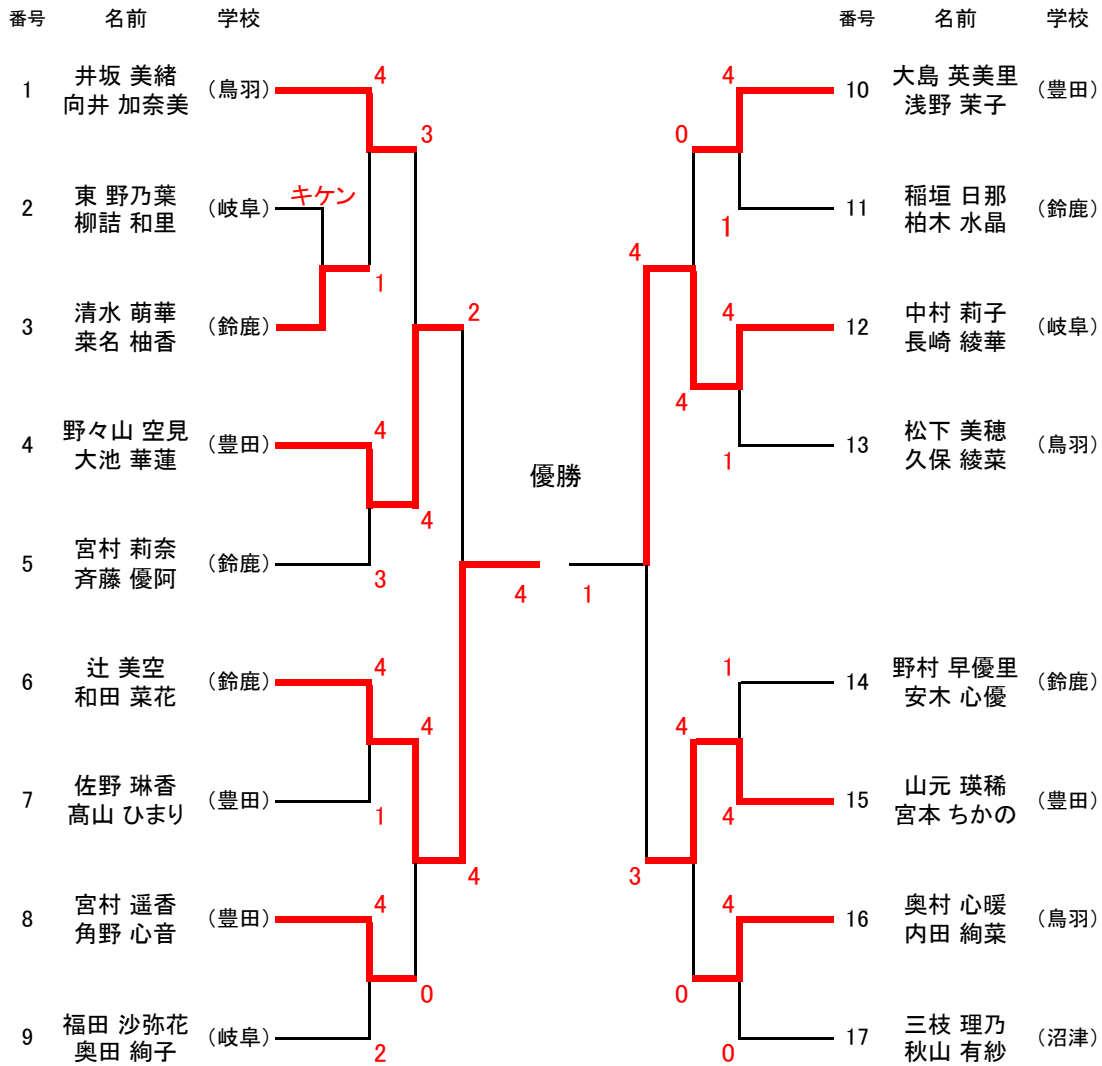 番号 名前 学校
1 井坂 美緒 向井 加奈美 (鳥羽) 4
3
2 東 野乃葉 柳詰 和里 (岐阜) キケン
1
3 清水 萌華 桒名 柚香 (鈴鹿)
2
4 野々山 空見 大池 華蓮 (豊田) 4
4
5 宮村 莉奈 斉藤 優阿 (鈴鹿) 3
6 辻 美空 和田 菜花 (鈴鹿) 4
4
7 佐野 琳香 髙山 ひまり (豊田) 1
4
8 宮村 遥香 角野 心音 (豊田) 4
0
9 福田 沙弥花 奥田 絢子 (岐阜) 2
優勝
4 1
番号 名前 学校
4 10 大島 英美里 浅野 茉子 (豊田)
0
1 11 稲垣 日那 柏木 水晶 (鈴鹿)
4
4 12 中村 莉子 長崎 綾華 (岐阜)
4
1 13 松下 美穂 久保 綾菜 (鳥羽)
1 14 野村 早優里 安木 心優 (鈴鹿)
4
4 15 山元 瑛稀 宮本 ちかの (豊田)
3
4 16 奥村 心暖 内田 絢菜 (鳥羽)
0
0 17 三枝 理乃 秋山 有紗 (沼津)